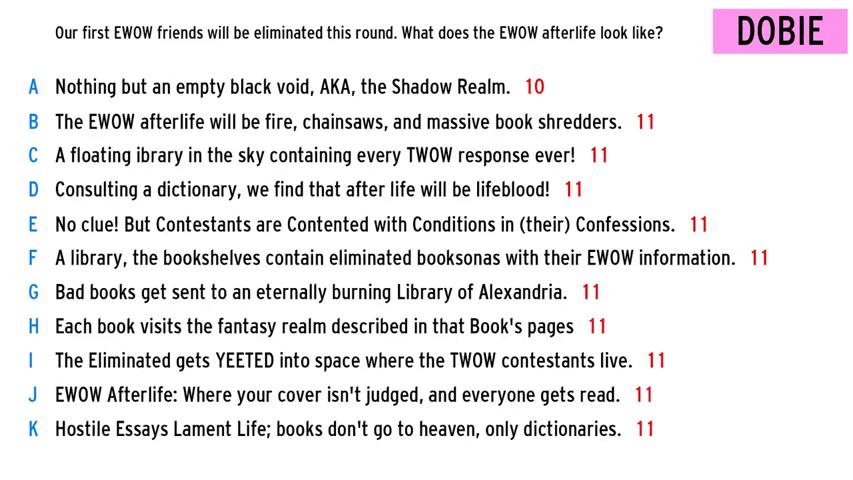 Our first EWOW friends will be eliminated this round. What does the EWOW afterlife look like?
DOBIE
A Nothing but an empty black void, AKA, the Shadow Realm. 10
B The EWOW afterlife will be fire, chainsaws, and massive book shredders. 11
C A floating ibrary in the sky containing every TWOW response ever! 11
D Consulting a dictionary, we find that after life will be lifeblood! 11
E No clue! But Contestants are Contented with Conditions in (their) Confessions. 11
F A library, the bookshelves contain eliminated booksonas with their EWOW information. 11
G Bad books get sent to an eternally burning Library of Alexandria. 11
H Each book visits the fantasy realm described in that Book's pages 11
I The Eliminated gets YEETED into space where the TWOW contestants live. 11
J EWOW Afterlife: Where your cover isn't judged, and everyone gets read. 11
K Hostile Essays Lament Life; books don't go to heaven, only dictionaries. 11